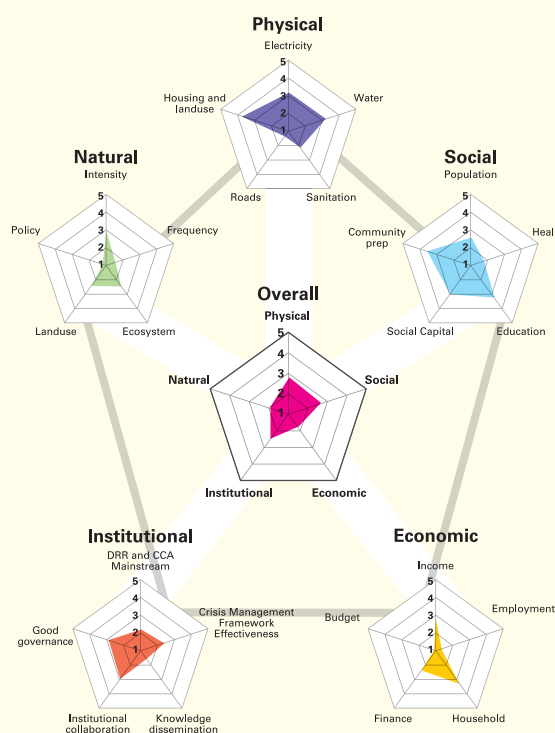 Physical
Electricity
5
4
3
2
1
Housing and
landuse
Water
Roads
Sanitation
Natural
Intensity
5
4
3
2
1
Policy
Frequency
Landuse
Ecosystem
Social
Population
5
4
3
2
1
Community
prep
Heal
Social Capital
Education
Overall
Physical
5
4
3
2
1
Natural
Social
Institutional
Economic
Institutional
DRR and CCA
Mainstream
5
4
3
2
1
Good
governance
Crisis Management
Framework
Effectiveness
Institutional
collaboration
Knowledge
dissemination
Economic
Income
5
4
3
2
1
Budget
Employment
Finance
Household